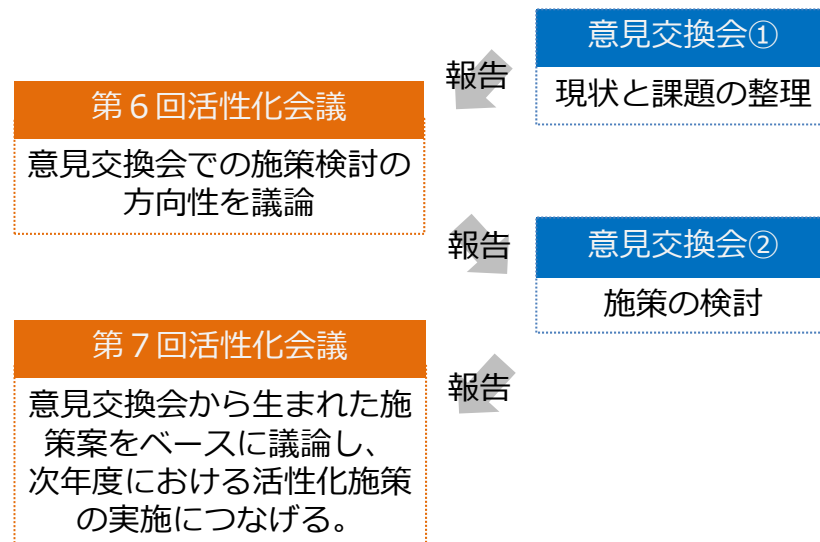 意見交換会①
現状と課題の整理
報告
第６回活性化会議
意見交換会での施策検討の
方向性を議論
報告
意見交換会②
施策の検討
報告
第７回活性化会議
意見交換会から生まれた施
策案をベースに議論し、
次年度における活性化施策
の実施につなげる。